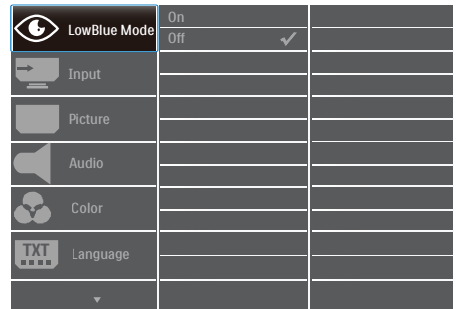 LowBlue Mode
On
Off
Input
Picture
Audio
Color
TXT
Language